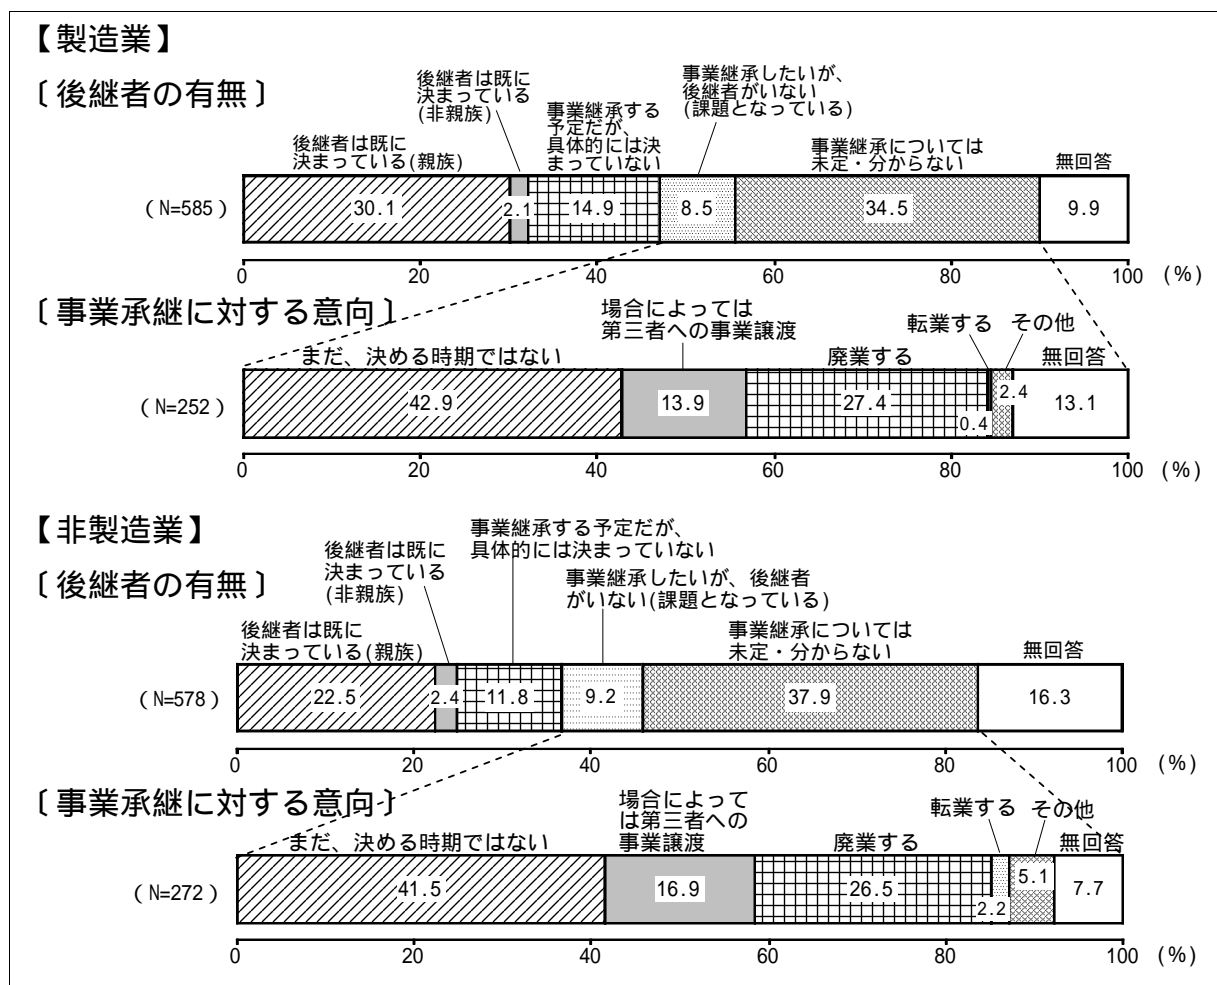 【製造業】
〔後継者の有無〕
後継者は既に
決まっている(親族)
後継者は既に
決まっている
(非親族)
事業継承する
予定だが、
具体的には決
まっていない
事業継承したいが、
後継者がいない
(課題となっている)
事業継承については
未定・分からない
無回答
(N=585)
30.1
2.1
14.9
8.5
34.5
9.9
0
20
40
60
80
100
(%)
〔事業承継に対する意向〕
まだ、決める時期ではない
場合によっては
第三者への事業譲渡
廃業する
転業する
その他
無回答
(N=252)
42.9
13.9
27.4
0.4
2.4
13.1
0
20
40
60
80
100
(%)
【非製造業】
〔後継者の有無〕
後継者は既に
決まっている(親族)
後継者は既に
決まっている
(非親族)
事業継承する予定だが、
具体的には決まっていない
事業継承したいが、後継者
がいない(課題となっている)
事業継承については
未定・分からない
無回答
(N=578)
22.5
2.4
11.8
9.2
37.9
16.3
0
20
40
60
80
100
(%)
〔事業承継に対する意向〕
まだ、決める時期ではない
場合によって
は第三者への
事業譲渡
廃業する
転業する
その他
無回答
(N=272)
41.5
16.9
26.5
2.2
5.1
7.7
0
20
40
60
80
100
(%)